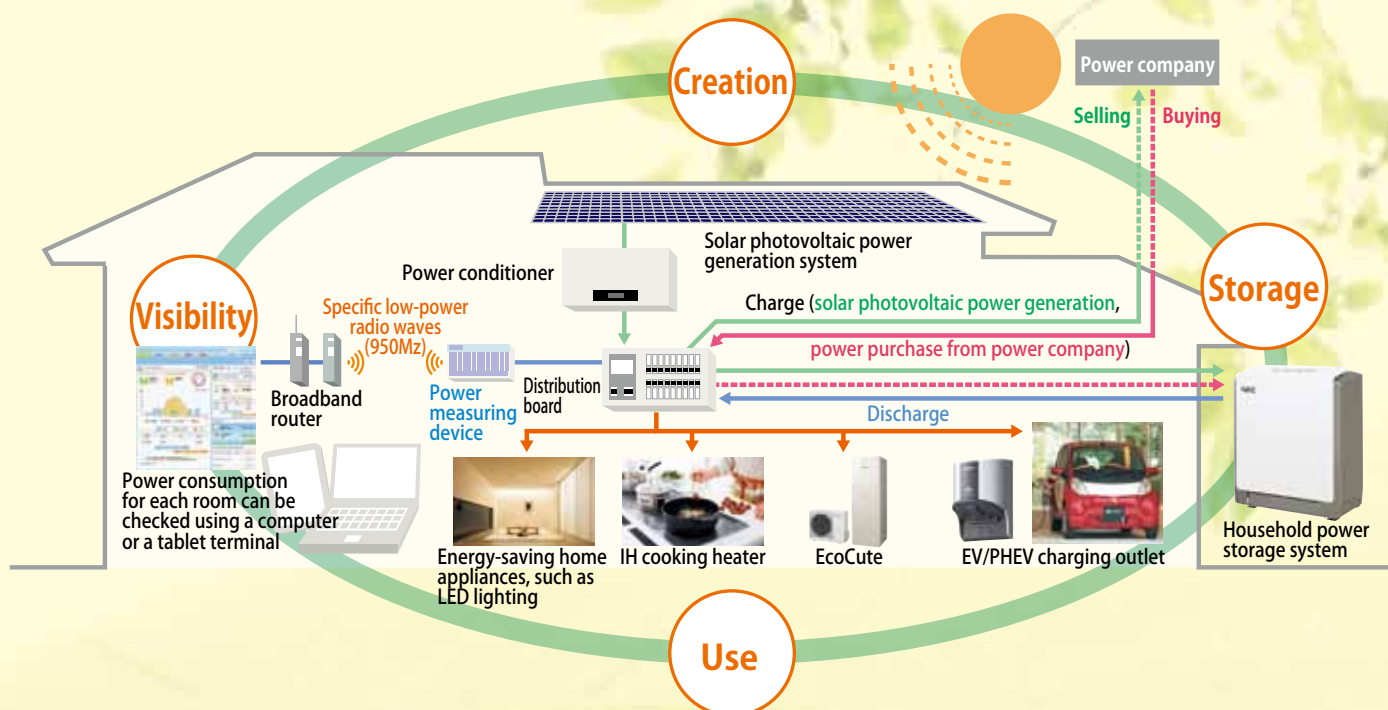 Creation
Power company
Selling
Buying
Solar photovoltaic power
generation system
Power conditioner
Storage
Charge (solar photovoltaic power generation,
power purchase from power company)
Visibility
Specific low-power
radio waves
(950Mz)
Broadband
router
Power
measuring
device
Distribution
board
Discharge
NEC
Power consumption
for each room can be
checked using a computer
or a tablet terminal
Energy-saving home
appliances, such as
LED lighting
IH cooking heater
EcoCute
EV/PHEV charging outlet
Household power
storage system
Use